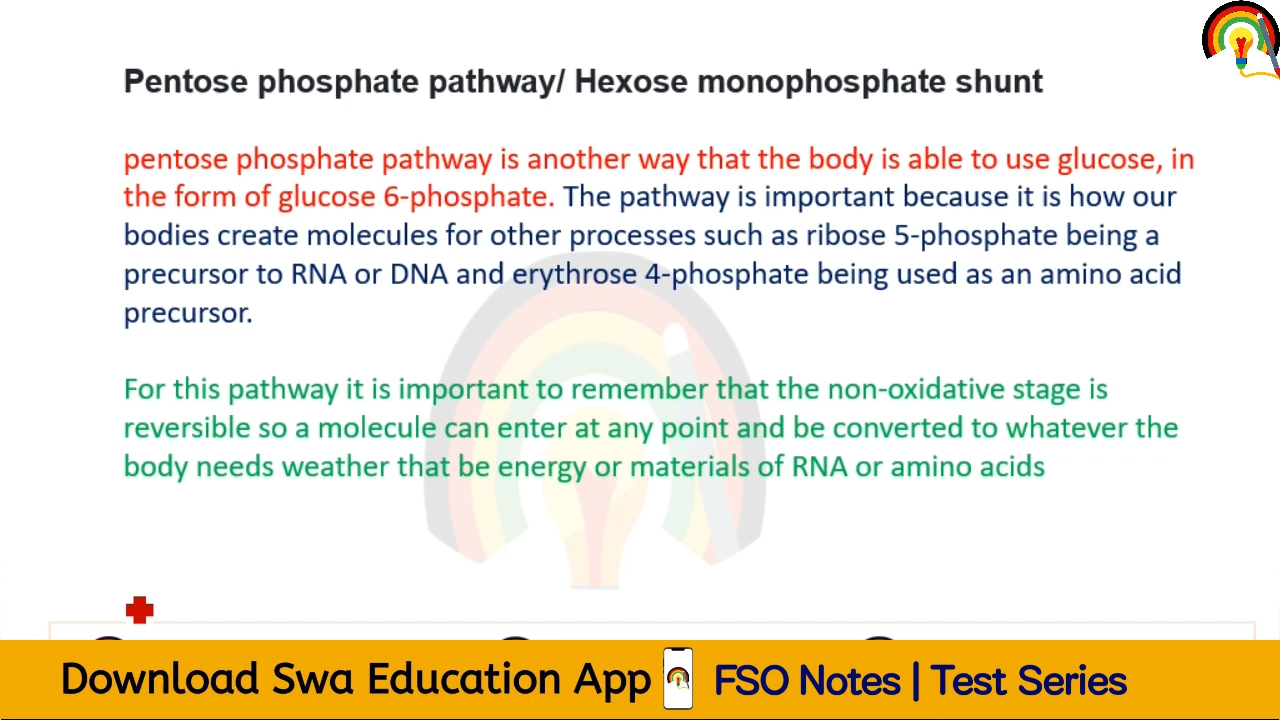 Pentose phosphate pathway/ Hexose monophosphate shunt
pentose phosphate pathway is another way that the body is able to use glucose, in
the form of glucose 6-phosphate. The pathway is important because it is how our
bodies create molecules for other processes such as ribose 5-phosphate being a
precursor to RNA or DNA and erythrose 4-phosphate being used as an amino acid
precursor.
For this pathway it is important to remember that the non-oxidative stage is
reversible so a molecule can enter at any point and be converted to whatever the
body needs weather that be energy or materials of RNA or amino acids
Download Swa Education App FSO Notes | Test Series